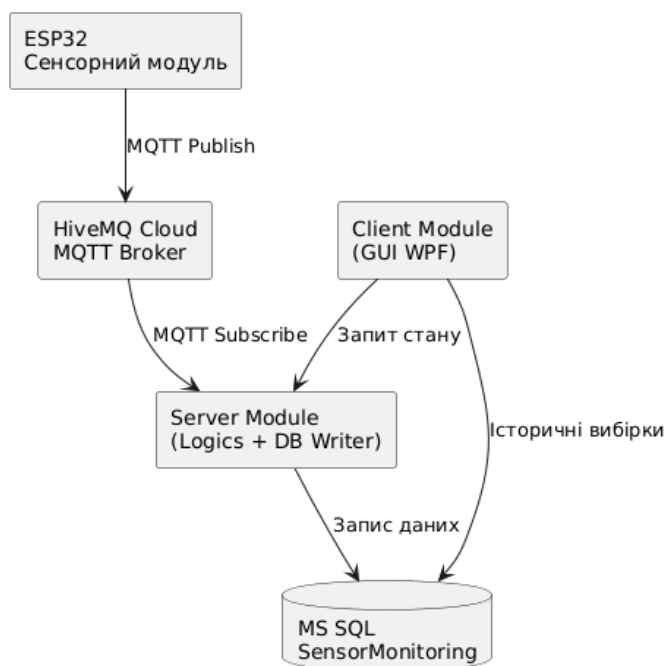 ESP32
Сенсорний модуль
MQTT Publish
HiveMQ Cloud
MQTT Broker
Client Module
(GUI WPF)
MQTT Subscribe
Запит стану
Server Module
(Logics + DB Writer)
Історичні вибірки
Запис даних
MS SQL
SensorMonitoring